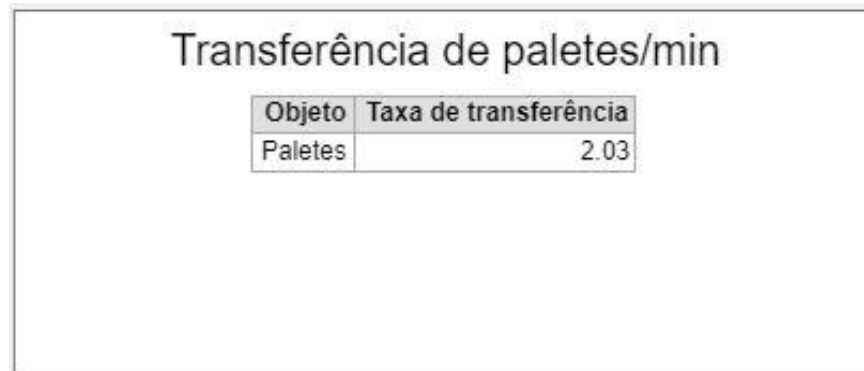 Transferência de paletes/min
Objeto Taxa de transferência
Paletes 2.03